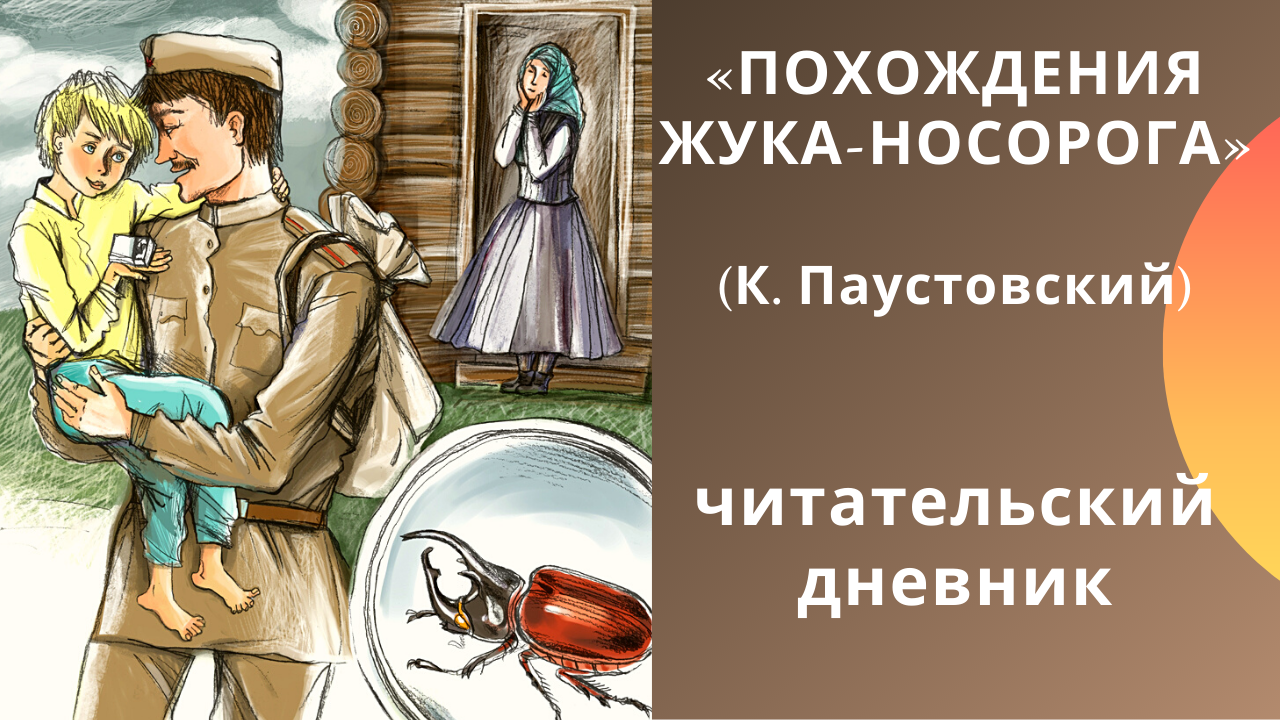 «ПОХОЖДЕНИЯ
ЖУКА-НОСОРОГА»
(К. Паустовский)
читательский
дневник